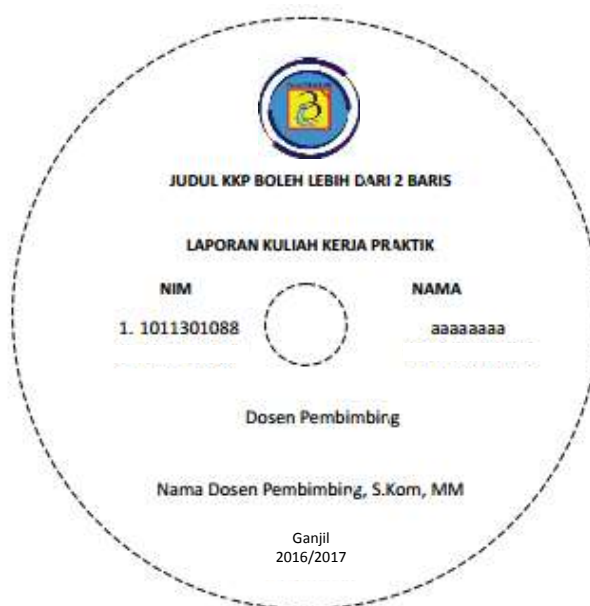 JUDUL KKP BOLEH LEBIH DARI 2 BARIS
LAPORAN KULIAH KERJA PRAKTIK
NIM NAMA
1. 1011301088 aaaaaaaa
Dosen Pembimbing
Nama Dosen Pembimbing, S.Kom, MM
Ganjil
2016/2017